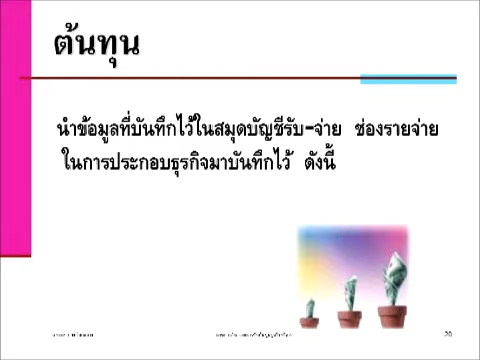 ต้นทุน
นำข้อมูลที่บันทึกไว้ในสมุดบัญชีรับ-จ่าย ช่องรายจ่าย
ในการประกอบธุรกิจมาบันทึกไว้ ดังนี้
20